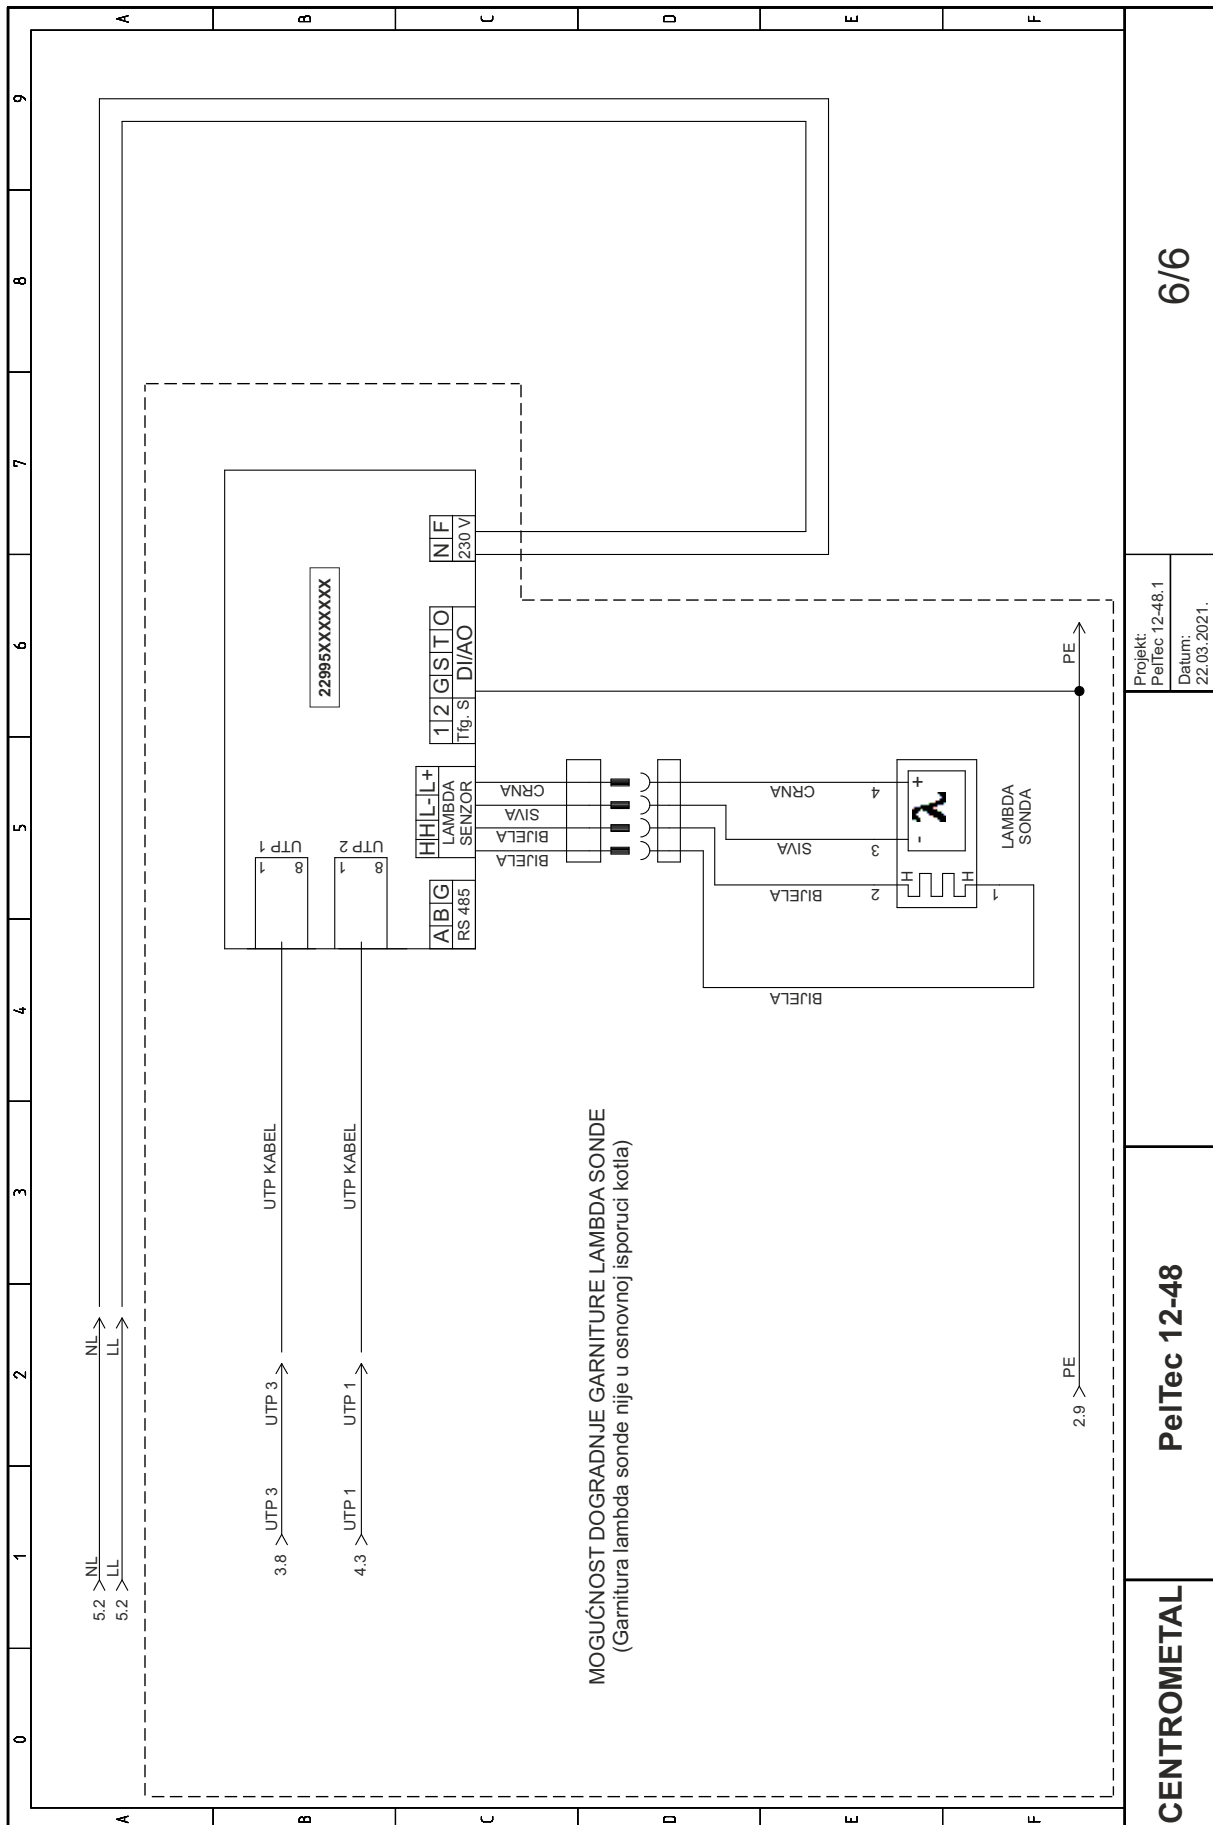 0 1 2 3 4 5 6 7 8 9
A A
B B
C C
D D
E E
F F
5.2 NL NL
5.2 LL LL
3.8 UTP 3 UTP 3 UTP KABEL
4.3 UTP 1 UTP 1 UTP KABEL
1 8 UTP 1
1 8 UTP 2
22995XXXXXXX
A B G
RS 485
H H L- L+
LAMBDA
SENZOR
1 2 G S T O
Tfg. S DI/AO
N F
230 V
BIJELA
BIJELA
SIVA
CRNA
MOGUĆNOST DOGRADNJE GARNITURE LAMBDA SONDE
(Garnitura lambda sonde nije u osnovnoj isporuci kotla)
BIJELA
BIJELA
SIVA
CRNA
1 2 3 4
H H
- λ +
LAMBDA
SONDA
2.9 PE PE
CENTROMETAL
PelTec 12-48
Projekt:
PelTec 12-48.1
Datum:
22.03.2021.
6/6